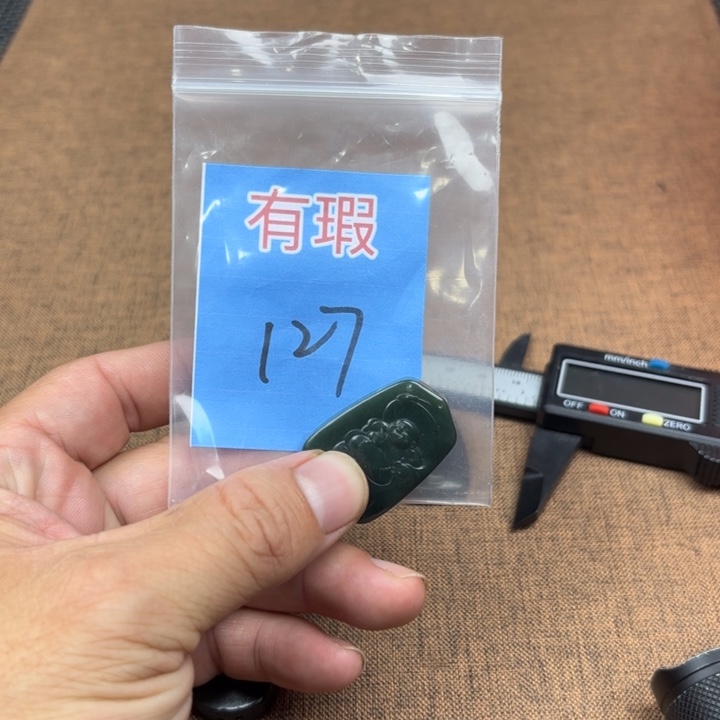 有瑕
127
mm/inch
OFF ON ZERO